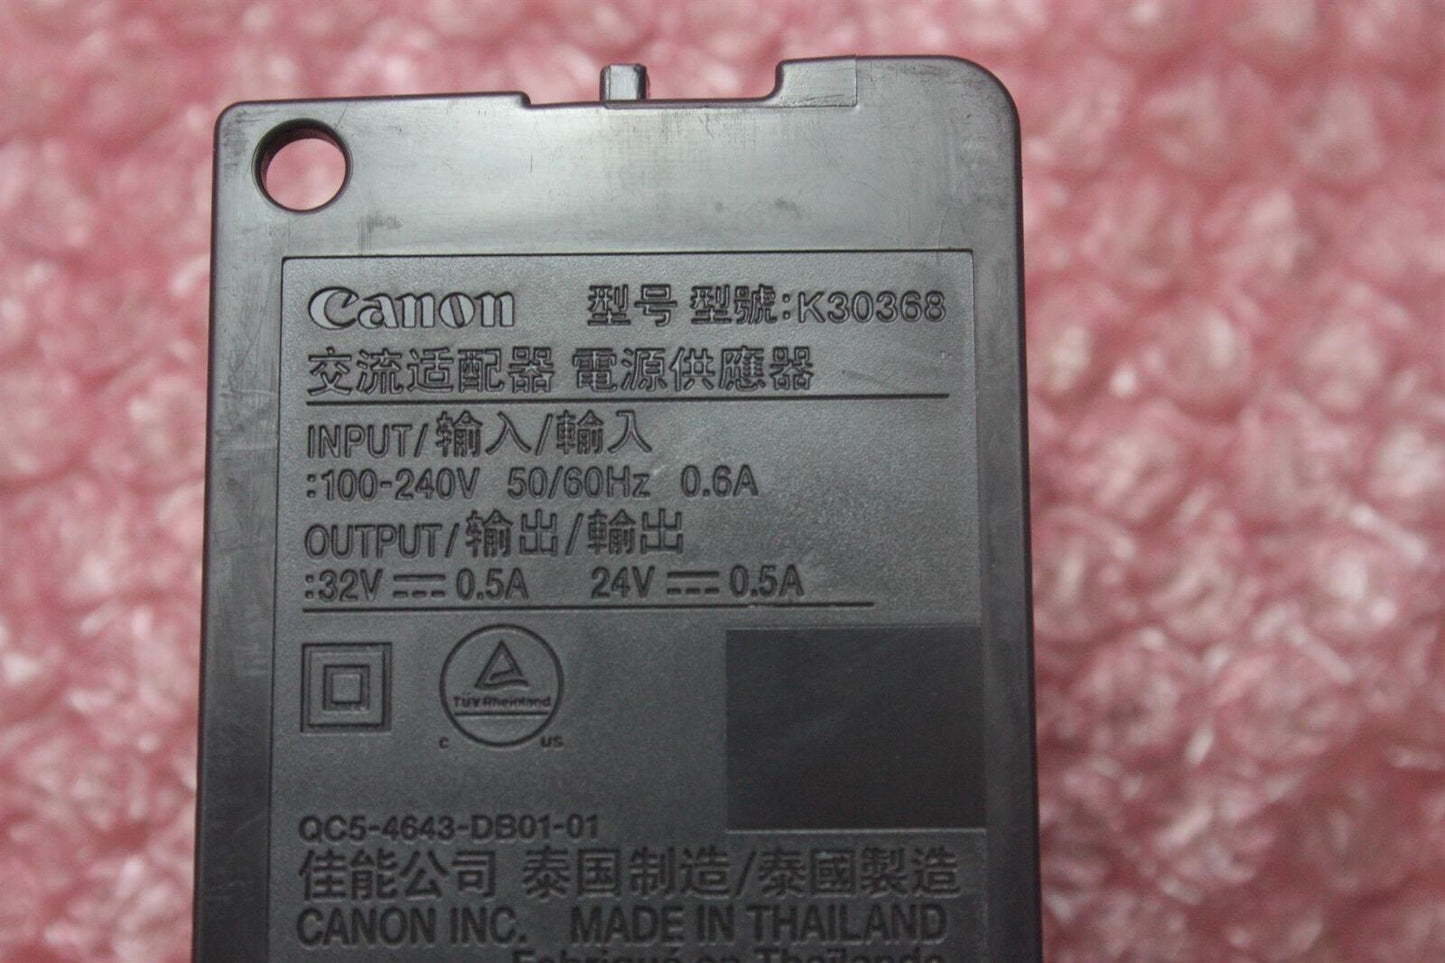 Canon 型号 型號:K30368
交流适配器 電源供應器
INPUT/输入/輸入
:100-240V 50/60Hz 0.6A
OUTPUT/输出/輸出
:32V ⎓ 0.5A 24V ⎓ 0.5A
TÜV Rheinland
C US
QC5-4643-DB01-01
佳能公司 泰国制造/泰國製造
CANON INC. MADE IN THAILAND
Fabriqué en Thaïlande